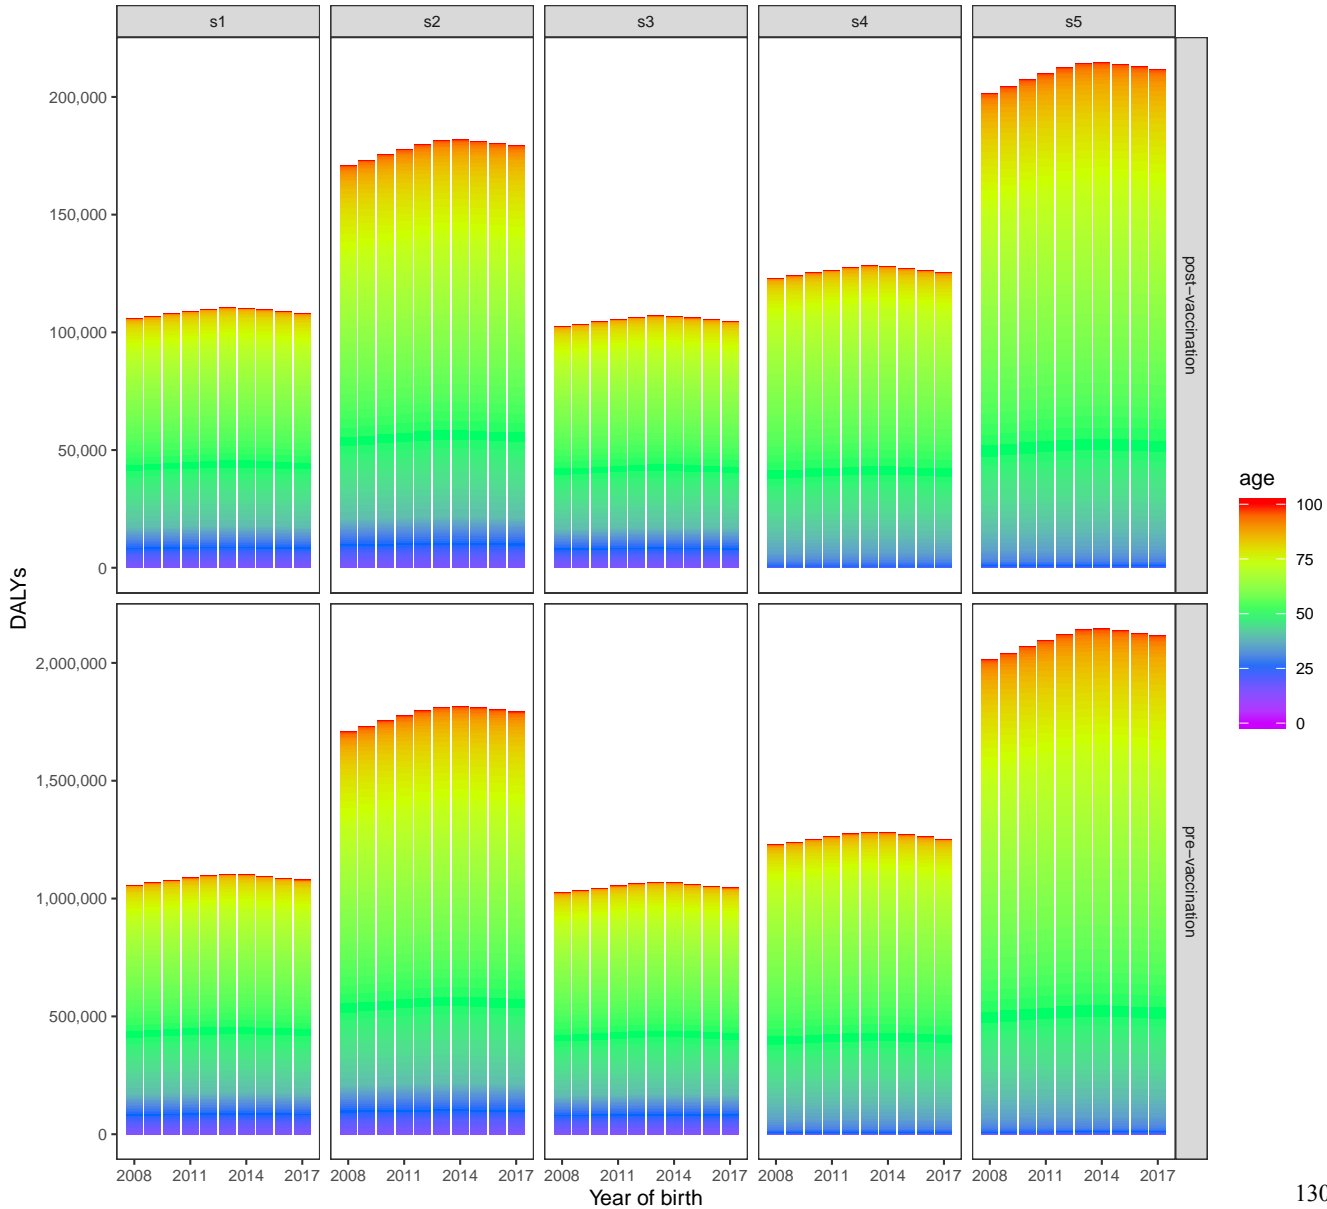 s1 s2 s3 s4 s5
200,000
150,000
100,000
50,000
0
post−vaccination
2,000,000
1,500,000
1,000,000
500,000
0
pre−vaccination
DALYs
2008 2011 2014 2017 2008 2011 2014 2017 2008 2011 2014 2017 2008 2011 2014 2017 2008 2011 2014 2017
Year of birth
age
100
75
50
25
0
130